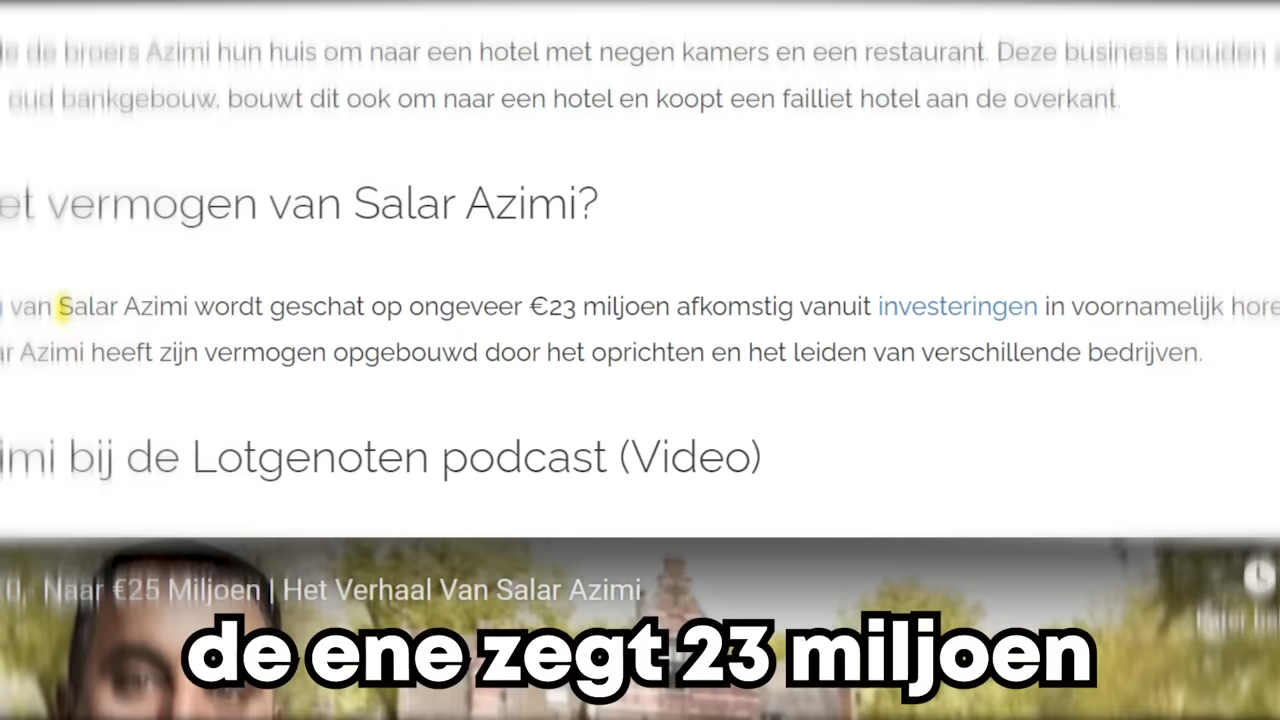 de broers Azimi hun huis om naar een hotel met negen kamers en een restaurant. Deze business houden
oud bankgebouw, bouwt dit ook om naar een hotel en koopt een failliet hotel aan de overkant.
et vermogen van Salar Azimi?
van Salar Azimi wordt geschat op ongeveer €23 miljoen afkomstig vanuit investeringen in voornamelijk hore
ar Azimi heeft zijn vermogen opgebouwd door het oprichten en het leiden van verschillende bedrijven.
imi bij de Lotgenoten podcast (Video)
Naar €25 Miljoen | Het Verhaal Van Salar Azimi
de ene zegt 23 miljoen